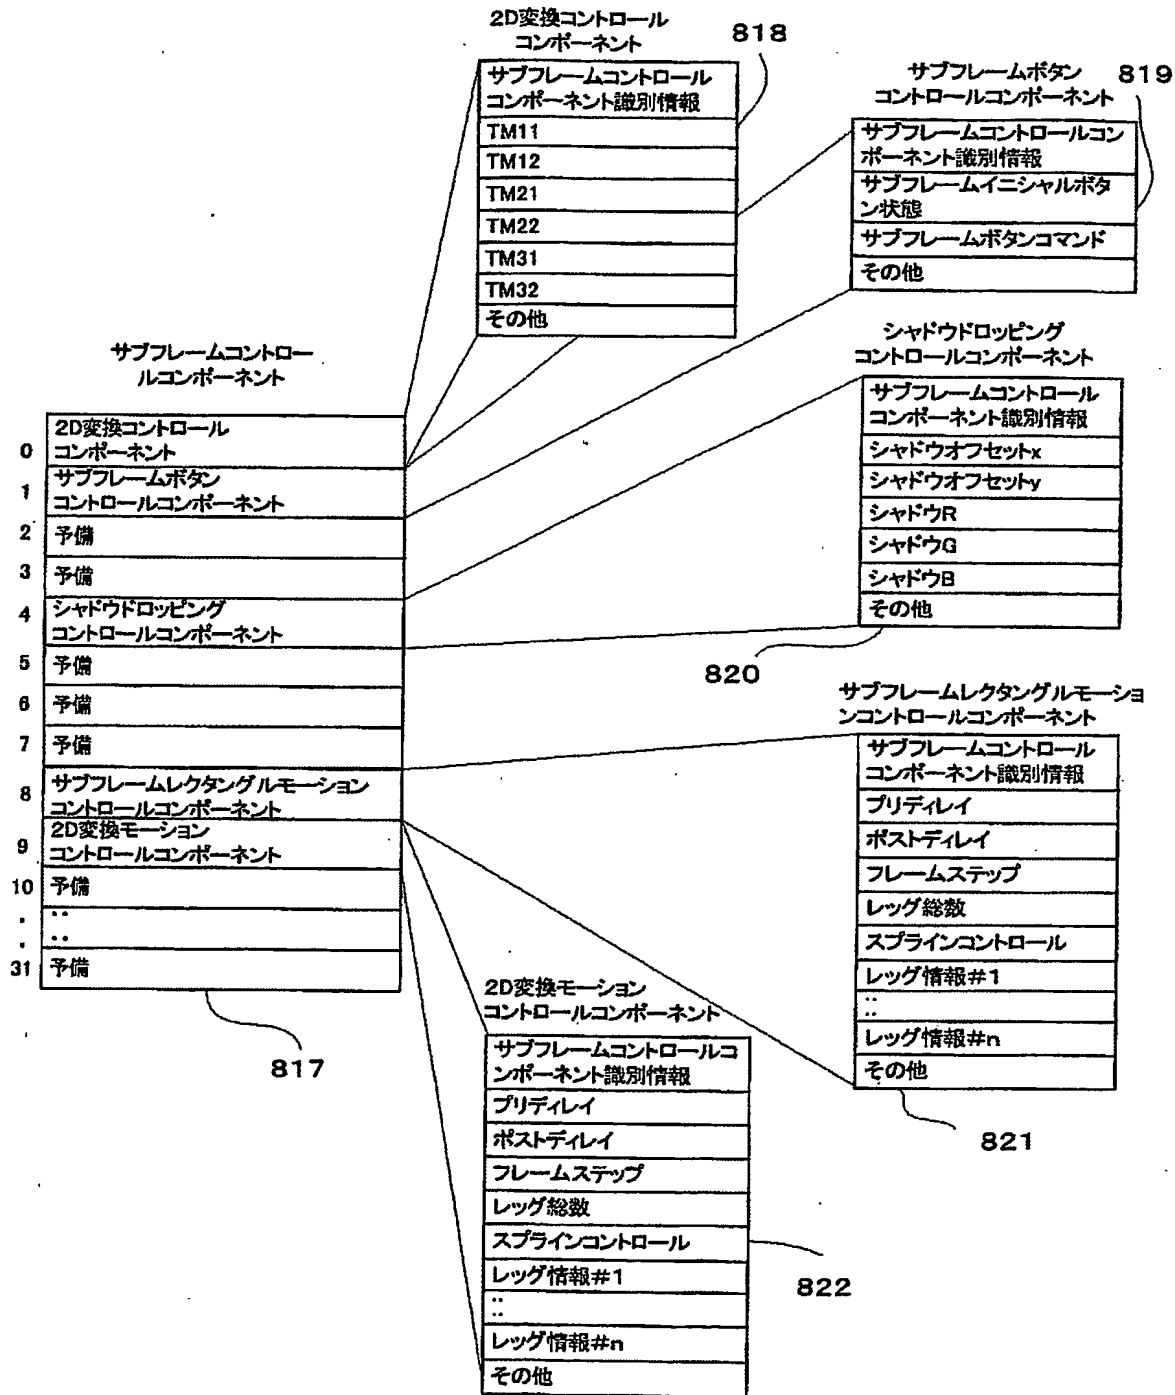 2D変換コントロール
コンポーネント
818
サブフレームコントロール
コンポーネント識別情報
TM11
TM12
TM21
TM22
TM31
TM32
その他
サブフレームボタン
コントロールコンポーネント
819
サブフレームコントロールコン
ポーネント識別情報
サブフレームイニシャルボタ
ン状態
サブフレームボタンコマンド
その他
シャドウドロッピング
コントロールコンポーネント
サブフレームコントロール
コンポーネント識別情報
シャドウオフセットx
シャドウオフセットy
シャドウR
シャドウG
シャドウB
その他
820
サブフレームコントロー
ルコンポーネント
0 2D変換コントロール
コンポーネント
1 サブフレームボタン
コントロールコンポーネント
2 予備
3 予備
4 シャドウドロッピング
コントロールコンポーネント
5 予備
6 予備
7 予備
8 サブフレームレクタングルモーション
コントロールコンポーネント
9 2D変換モーション
コントロールコンポーネント
10 予備
: :
31 予備
817
サブフレームレクタングルモーショ
ンコントロールコンポーネント
サブフレームコントロール
コンポーネント識別情報
プリディレイ
ポストディレイ
フレームステップ
レッグ総数
スプラインコントロール
レッグ情報#1
::
レッグ情報#n
その他
821
2D変換モーション
コントロールコンポーネント
サブフレームコントロールコ
ンポーネント識別情報
プリディレイ
ポストディレイ
フレームステップ
レッグ総数
スプラインコントロール
レッグ情報#1
::
レッグ情報#n
その他
822